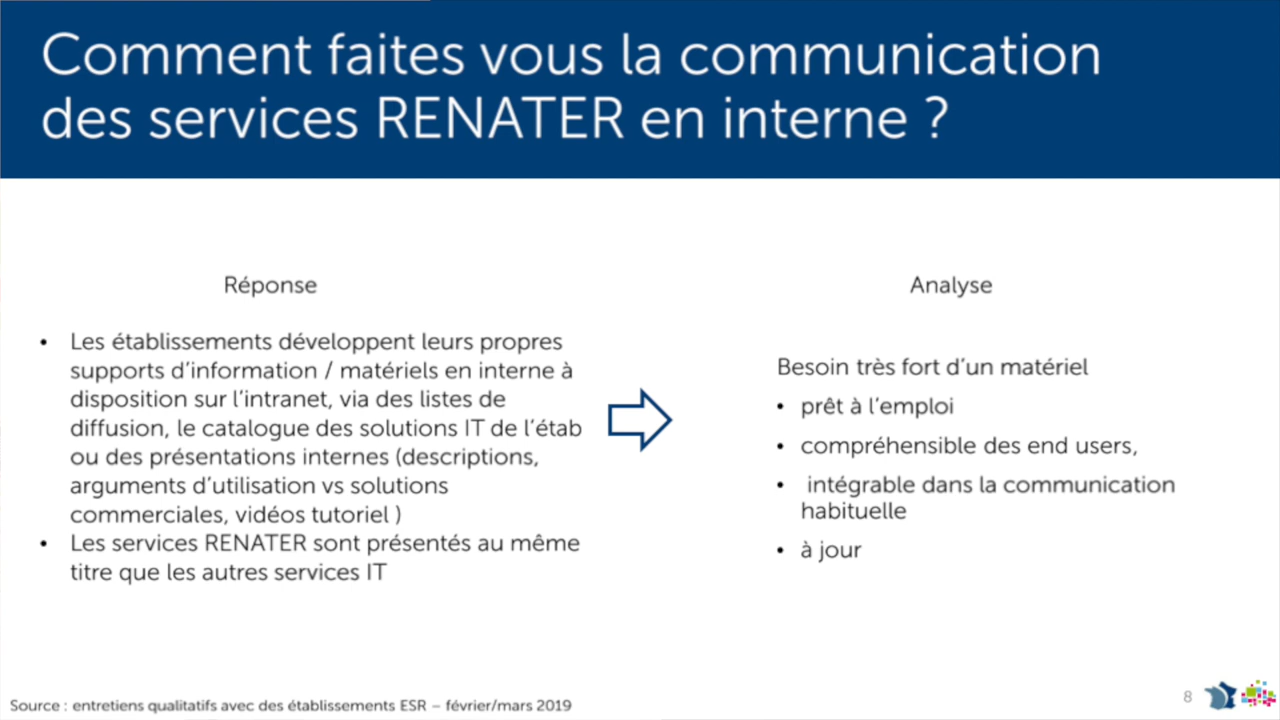 Comment faites vous la communication
des services RENATER en interne ?
Réponse
• Les établissements développent leurs propres
supports d'information / matériels en interne à
disposition sur l'intranet, via des listes de
diffusion, le catalogue des solutions IT de l'étab
ou des présentations internes (descriptions,
arguments d'utilisation vs solutions
commerciales, vidéos tutoriel )
• Les services RENATER sont présentés au même
titre que les autres services IT
Analyse
Besoin très fort d'un matériel
• prêt à l'emploi
• compréhensible des end users,
• intégrable dans la communication
habituelle
• à jour
Source : entretiens qualitatifs avec des établissements ESR – février/mars 2019
8